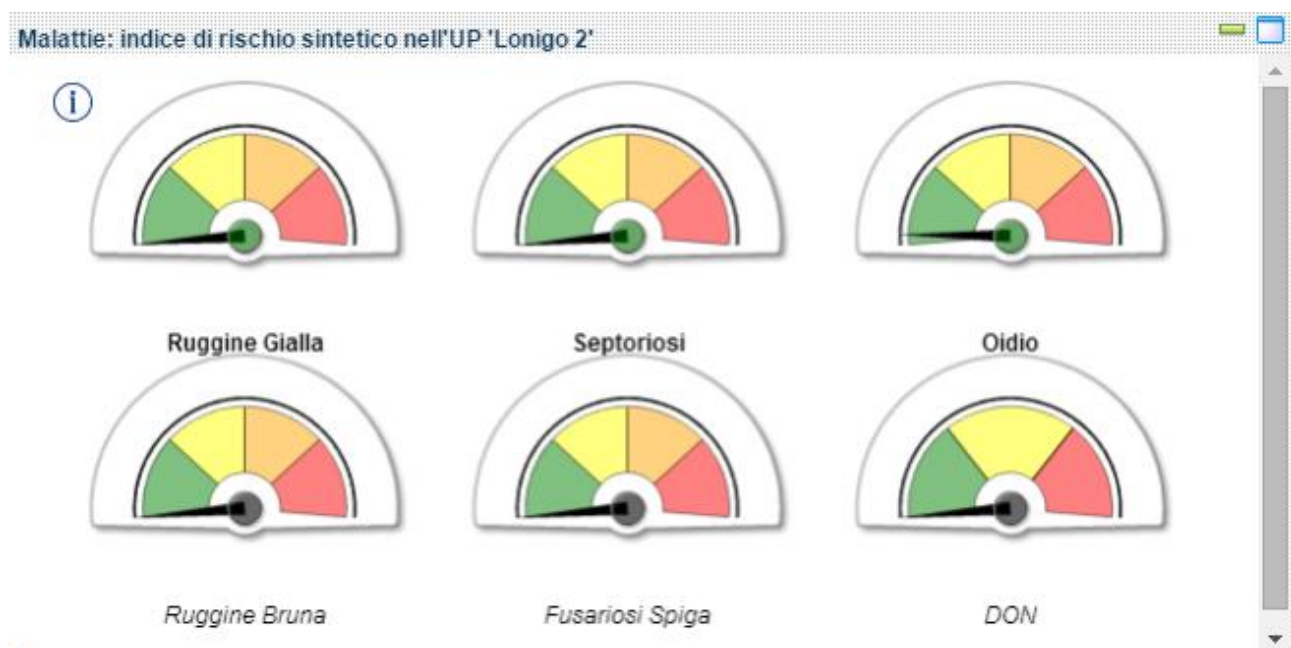 Malattie: indice di rischio sintetico nell'UP 'Lonigo 2'
i
Ruggine Gialla
Septoriosi
Oidio
Ruggine Bruna
Fusariosi Spiga
DON